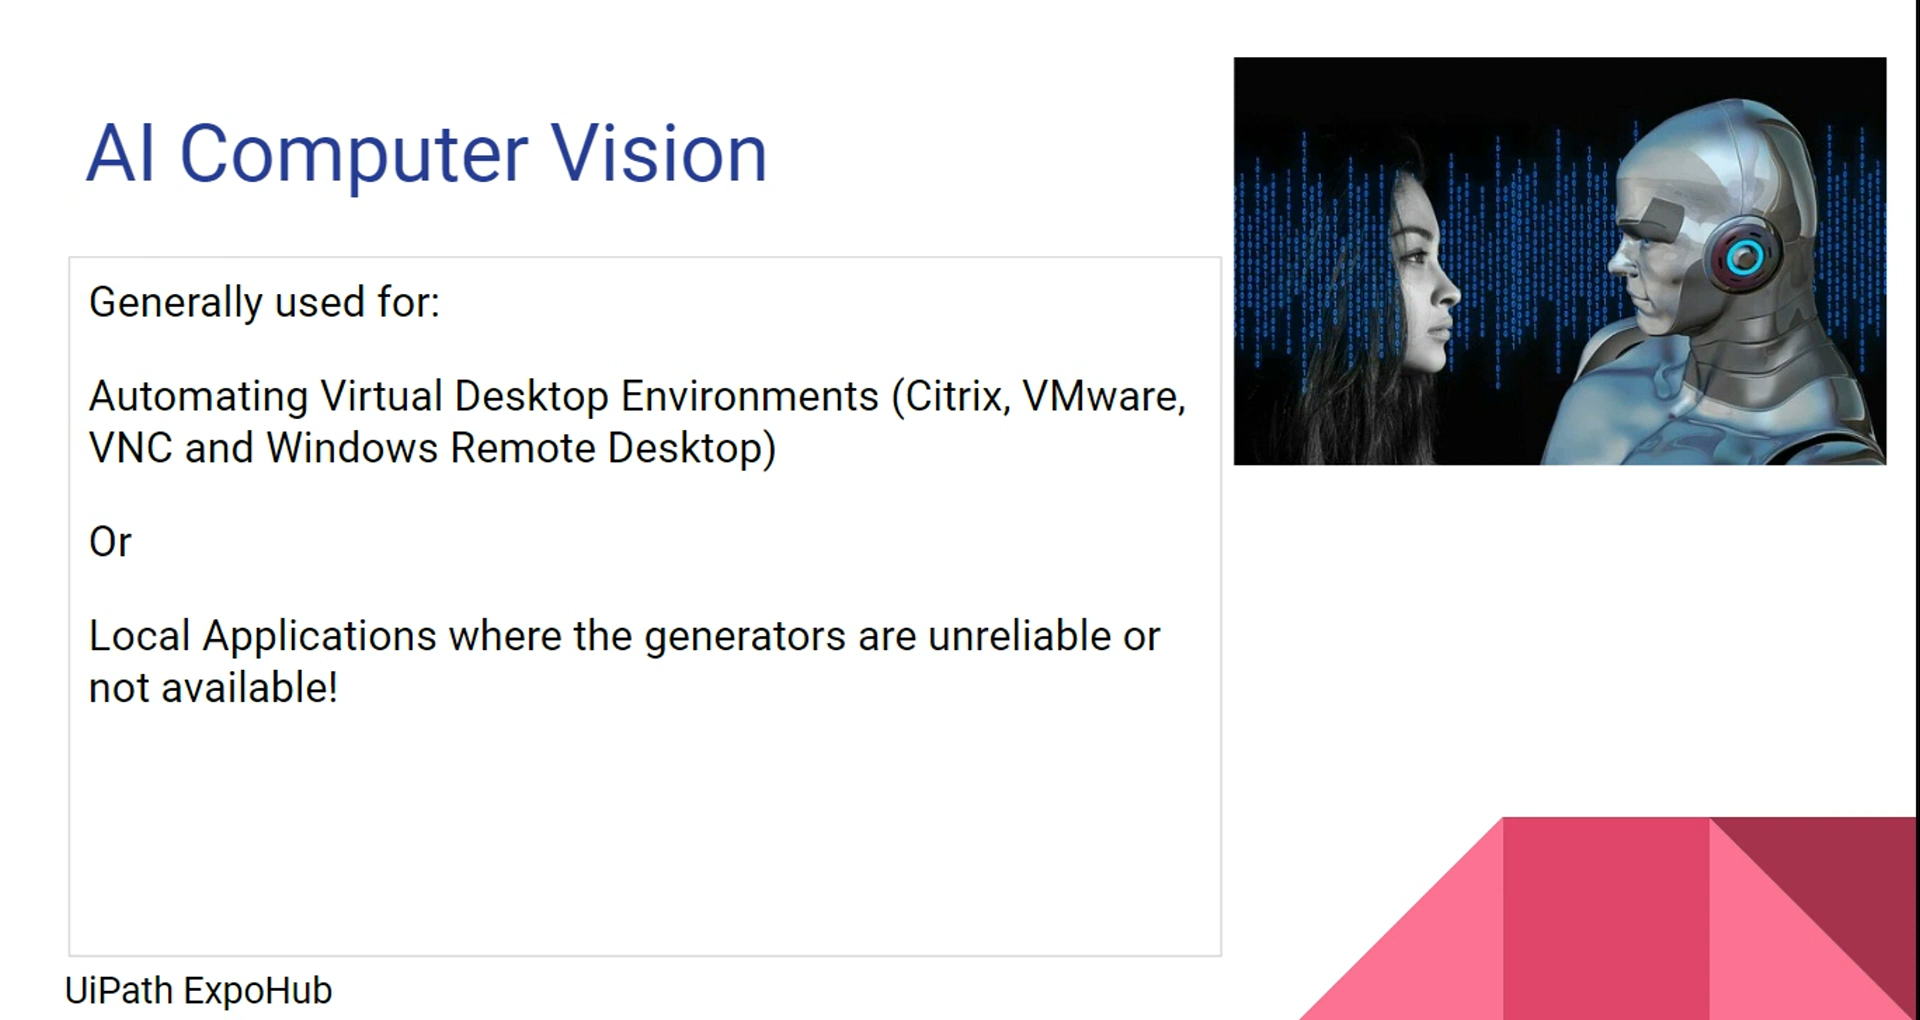 AI Computer Vision
Generally used for:
Automating Virtual Desktop Environments (Citrix, VMware,
VNC and Windows Remote Desktop)
Or
Local Applications where the generators are unreliable or
not available!
UiPath ExpoHub